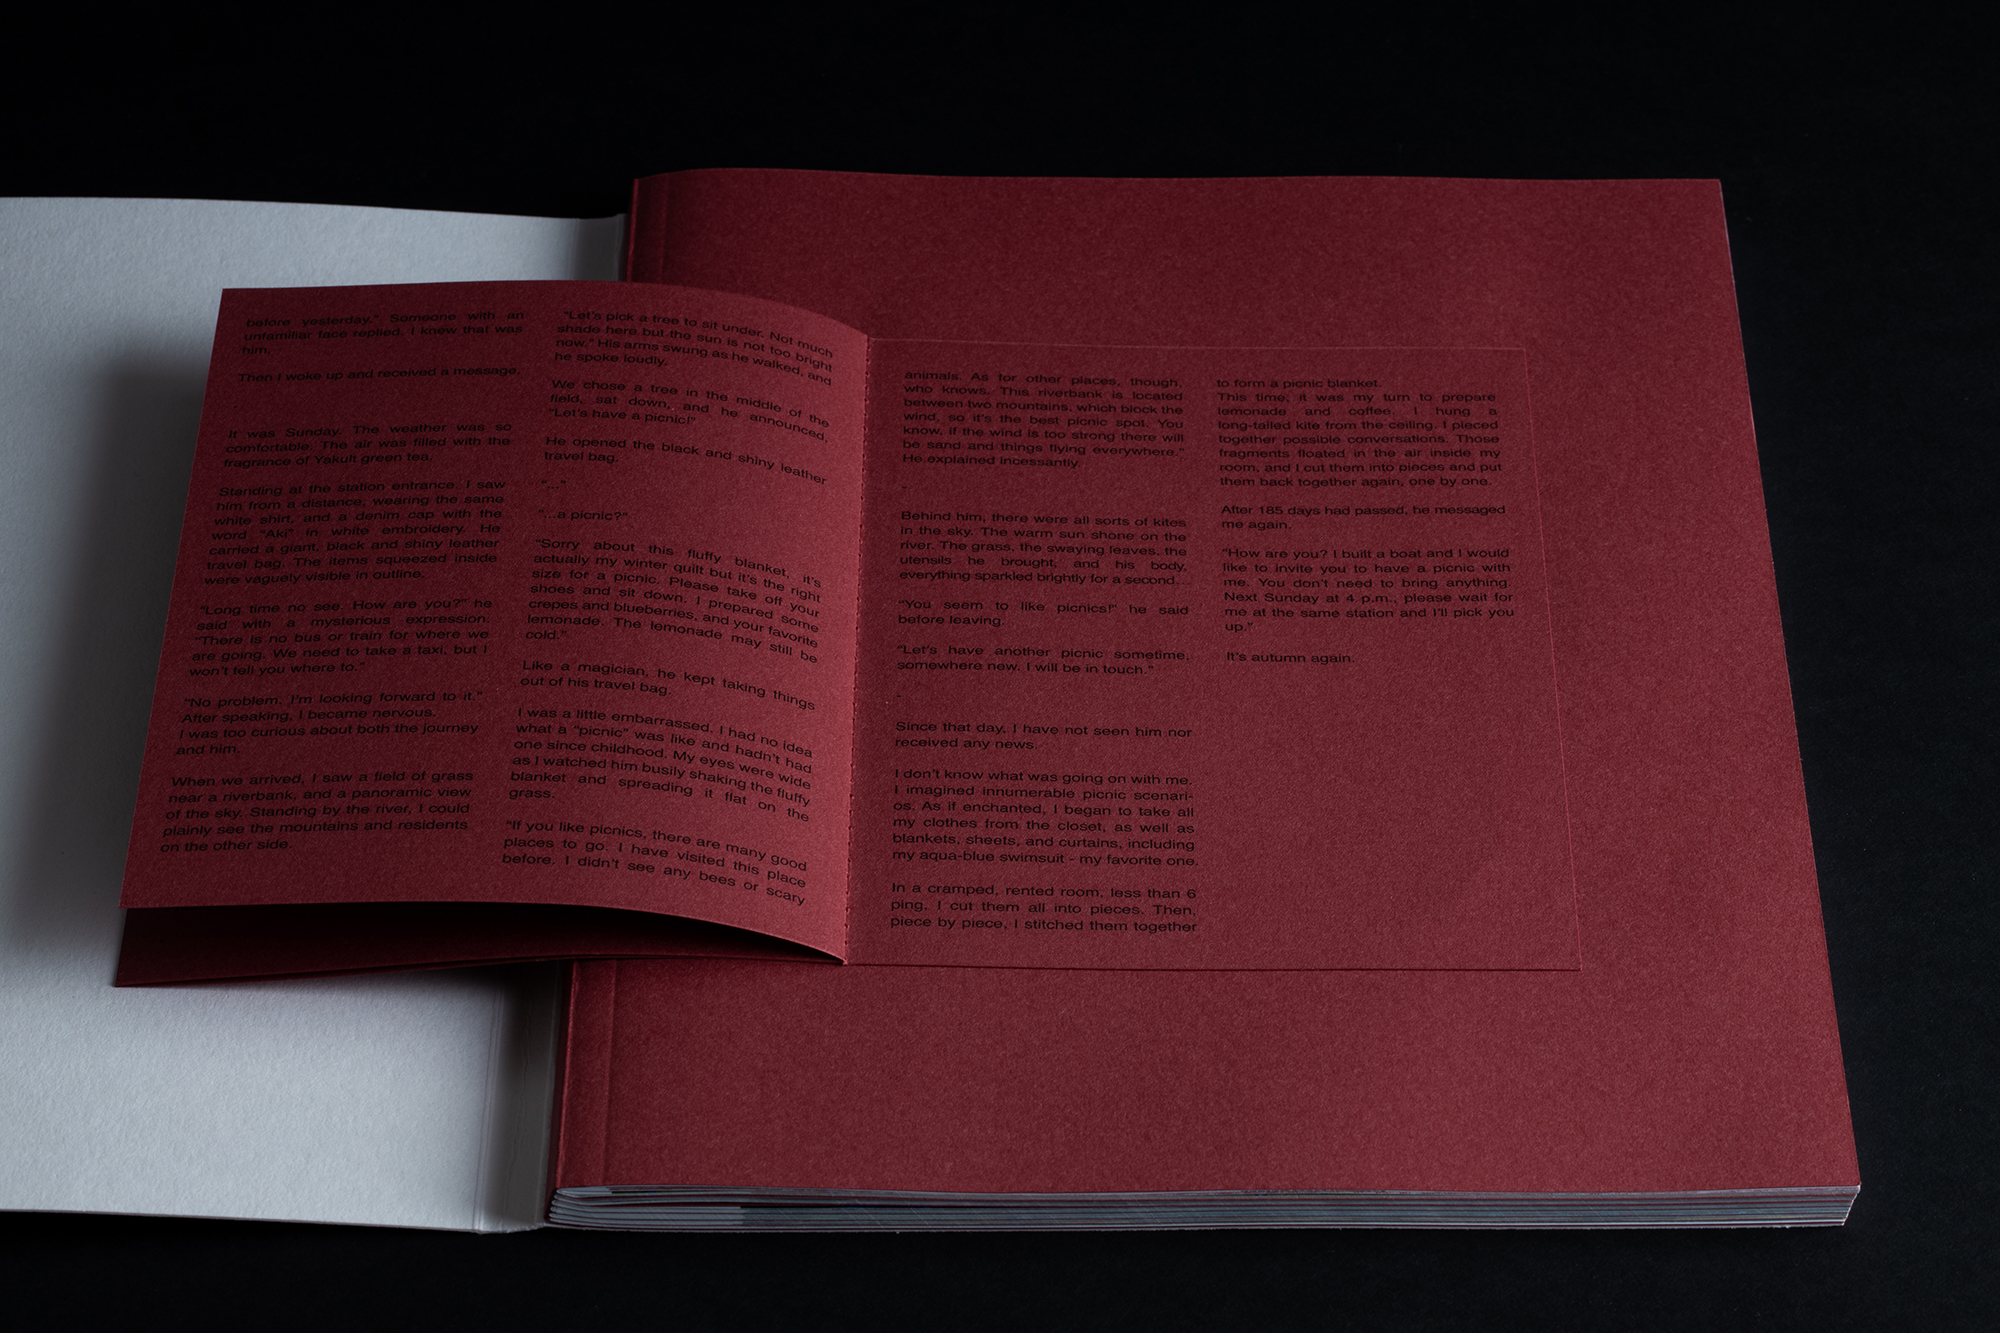 before yesterday." Someone with an
unfamiliar face replied. I knew that was
him.
Then I woke up and received a message.
It was Sunday. The weather was so
comfortable. The air was filled with the
fragrance of Yakult green tea.
Standing at the station entrance. I saw
him from a distance; wearing the same
white shirt, and a denim cap with the
word "Aki" in white embroidery. He
carried a giant, black and shiny leather
travel bag. The items squeezed inside
were vaguely visible in outline.
"Long time no see. How are you?" he
said with a mysterious expression.
"There is no bus or train for where we
are going. We need to take a taxi, but I
won't tell you where to."
"No problem. I'm looking forward to it."
After speaking, I became nervous.
I was too curious about both the journey
and him.
When we arrived, I saw a field of grass
near a riverbank, and a panoramic view
of the sky. Standing by the river, I could
plainly see the mountains and residents
on the other side.
"Let's pick a tree to sit under. Not much
shade here but the sun is not too bright
now." His arms swung as he walked, and
he spoke loudly.
We chose a tree in the middle of the
field, sat down, and he announced,
"Let's have a picnic!"
He opened the black and shiny leather
travel bag.
"..."
"...a picnic?"
"Sorry about this fluffy blanket, it's
actually my winter quilt but it's the right
size for a picnic. Please take off your
shoes and sit down. I prepared some
crepes and blueberries, and your favorite
lemonade. The lemonade may still be
cold."
Like a magician, he kept taking things
out of his travel bag.
I was a little embarrassed. I had no idea
what a "picnic" was like and hadn't had
one since childhood. My eyes were wide
as I watched him busily shaking the fluffy
blanket and spreading it flat on the
grass.
"If you like picnics, there are many good
places to go. I have visited this place
before. I didn't see any bees or scary
animals. As for other places, though,
who knows. This riverbank is located
between two mountains, which block the
wind, so it's the best picnic spot. You
know, if the wind is too strong there will
be sand and things flying everywhere."
He explained incessantly.
-
Behind him, there were all sorts of kites
in the sky. The warm sun shone on the
river. The grass, the swaying leaves, the
utensils he brought, and his body,
everything sparkled brightly for a second...
"You seem to like picnics!" he said
before leaving.
"Let's have another picnic sometime,
somewhere new. I will be in touch."
-
Since that day, I have not seen him nor
received any news.
I don't know what was going on with me.
I imagined innumerable picnic scenari-
os. As if enchanted, I began to take all
my clothes from the closet, as well as
blankets, sheets, and curtains, including
my aqua-blue swimsuit - my favorite one.
In a cramped, rented room, less than 6
ping, I cut them all into pieces. Then,
piece by piece, I stitched them together
to form a picnic blanket.
This time, it was my turn to prepare
lemonade and coffee. I hung a
long-tailed kite from the ceiling. I pieced
together possible conversations. Those
fragments floated in the air inside my
room, and I cut them into pieces and put
them back together again, one by one.
After 185 days had passed, he messaged
me again.
"How are you? I built a boat and I would
like to invite you to have a picnic with
me. You don't need to bring anything.
Next Sunday at 4 p.m., please wait for
me at the same station and I'll pick you
up."
It's autumn again.